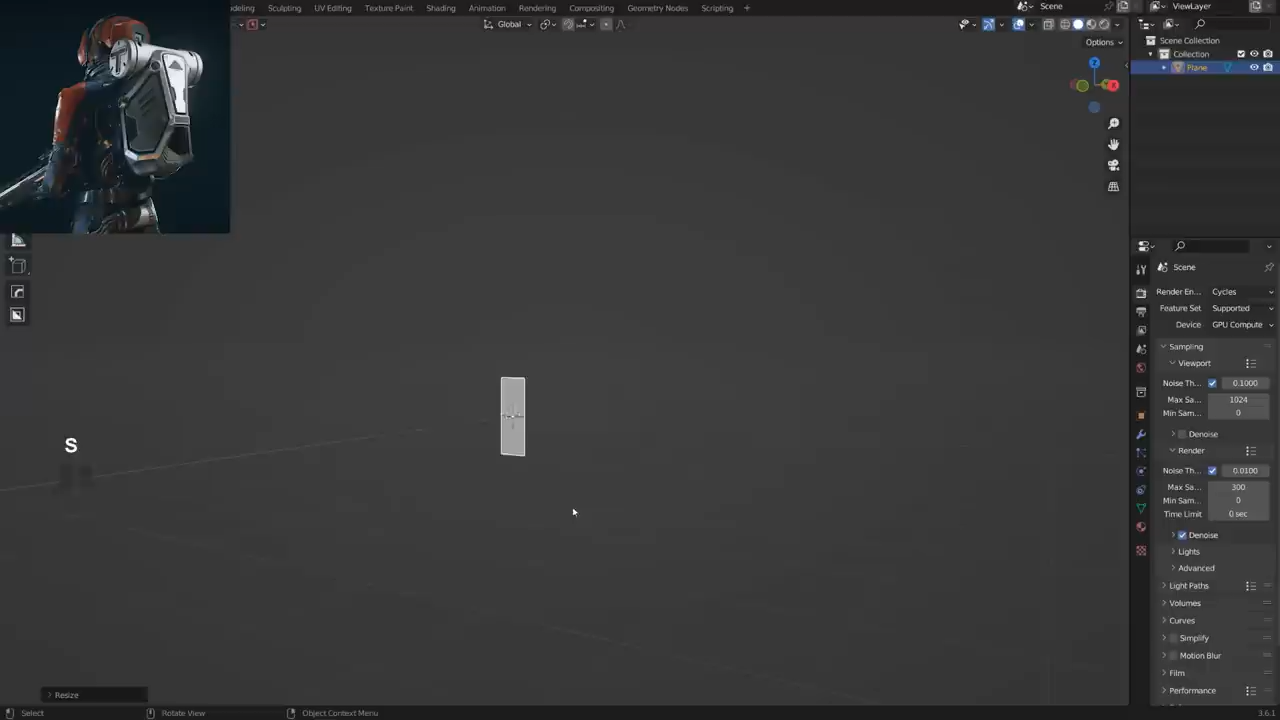 Sculpting UV Editing Texture Paint Shading Animation Rendering Compositing Geometry Nodes Scripting + Scene ViewLayer
Global
Options
Scene Collection
Collection
Plane
Z
X
Scene
Render En... Cycles
Feature Set Supported
Device GPU Compute
Sampling
Viewport
Noise Th... 0.1000
Max Sa... 1024
Min Sam... 0
Denoise
Render
Noise Th... 0.0100
Max Sa... 300
Min Sam... 0
Time Limit 0 sec
Denoise
Lights
Advanced
Light Paths
Volumes
Curves
Simplify
Motion Blur
Film
Performance
S
Resize
Select Rotate View Object Context Menu 3.6.1